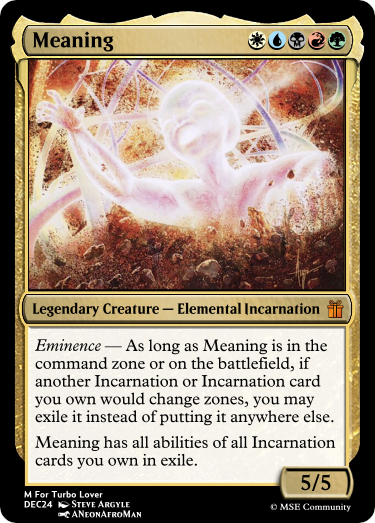 Meaning
Legendary Creature — Elemental Incarnation
Eminence — As long as Meaning is in the
command zone or on the battlefield, if
another Incarnation or Incarnation card
you own would change zones, you may
exile it instead of putting it anywhere else.
Meaning has all abilities of all Incarnation
cards you own in exile.
5/5
M For Turbo Lover
DEC24 Steve Argyle
ANeonAfroMan
© MSE Community